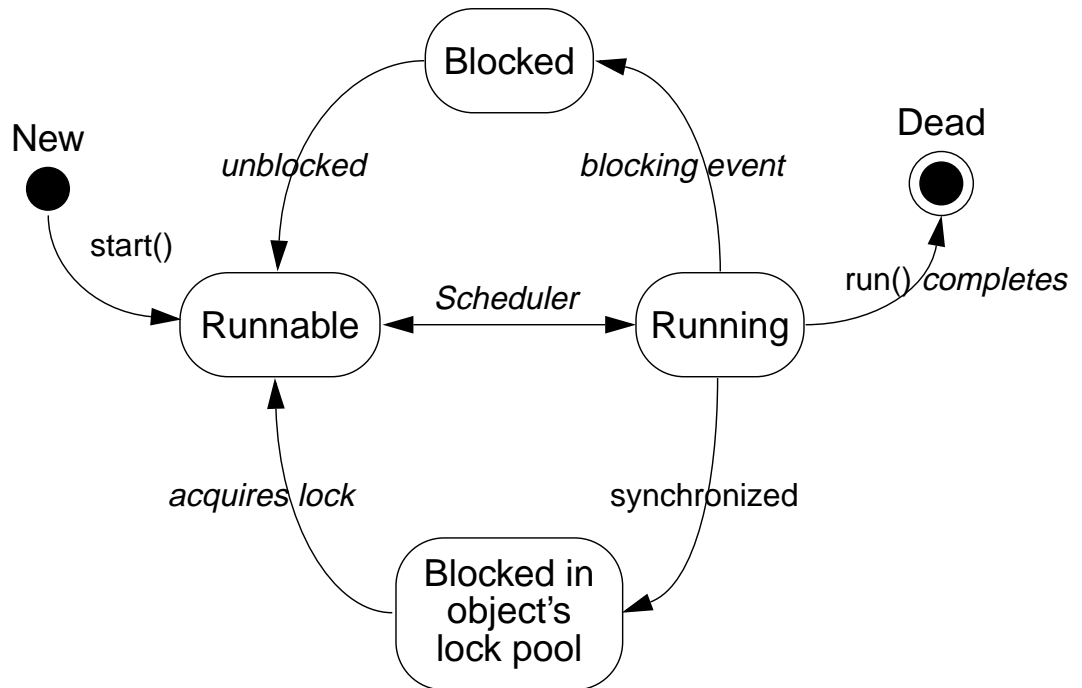 Blocked
New
Dead
unblocked
blocking event
start()
Scheduler
run() completes
Runnable
Running
acquires lock
synchronized
Blocked in
object's
lock pool